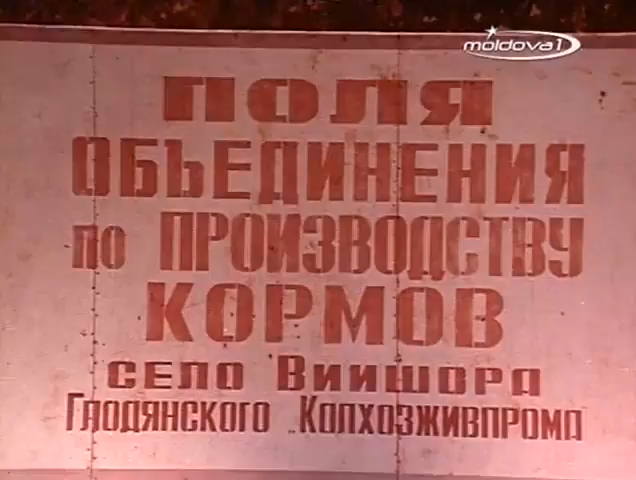 moldova1
ПОЛЯ
ОБЪЕДИНЕНИЯ
ПО ПРОИЗВОДСТВУ
КОРМОВ
СЕЛО ВИИШОРА
ГЛОДЯНСКОГО КОЛХОЗЖИВПРОМА